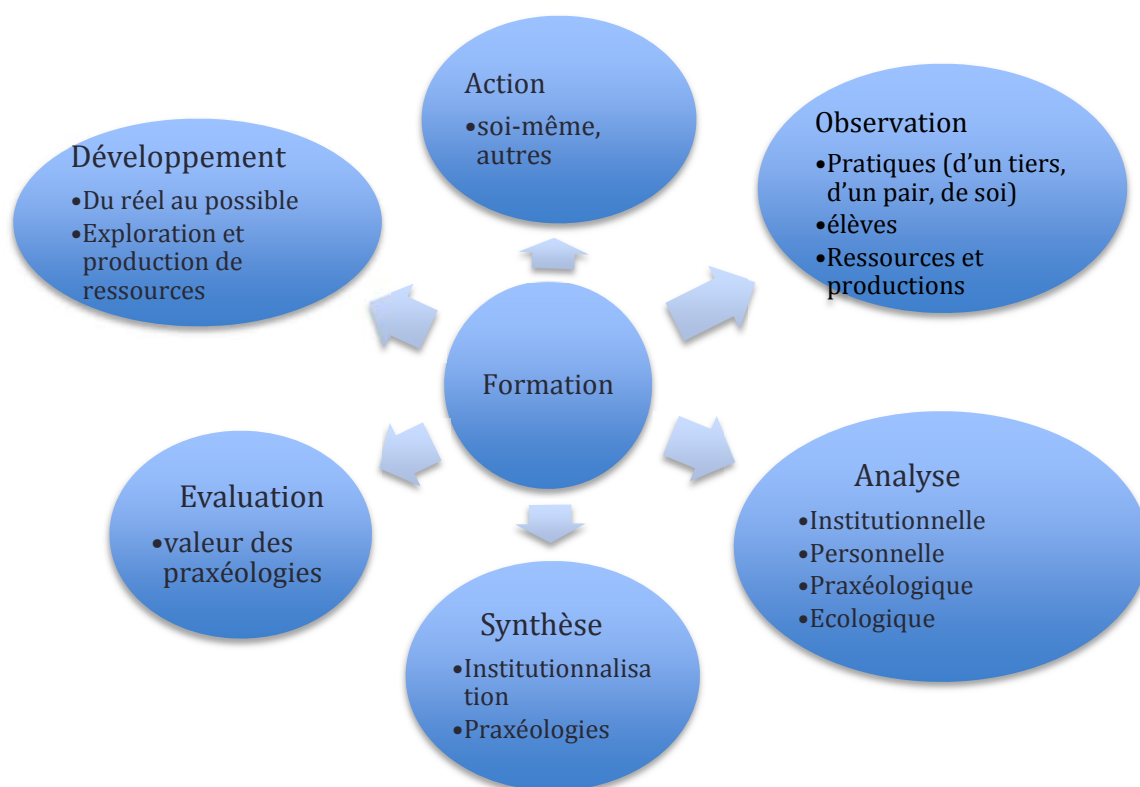 Action
•soi-même,
autres
Observation
•Pratiques (d'un tiers,
d'un pair, de soi)
•élèves
•Ressources et
productions
Développement
•Du réel au possible
•Exploration et
production de
ressources
Formation
Analyse
•Institutionnelle
•Personnelle
•Praxéologique
•Ecologique
Evaluation
•valeur des
praxéologies
Synthèse
•Institutionnalisa
tion
•Praxéologies